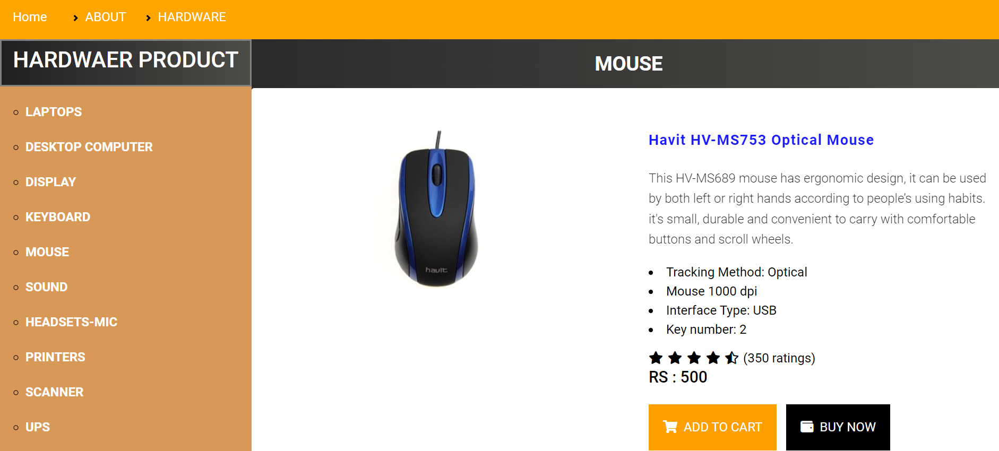 Home ABOUT HARDWARE
HARDWAER PRODUCT
MOUSE
LAPTOPS
DESKTOP COMPUTER
DISPLAY
KEYBOARD
MOUSE
SOUND
HEADSETS-MIC
PRINTERS
SCANNER
UPS
havit
Havit HV-MS753 Optical Mouse
This HV-MS689 mouse has ergonomic design, it can be used
by both left or right hands according to people’s using habits.
it's small, durable and convenient to carry with comfortable
buttons and scroll wheels.
Tracking Method: Optical
Mouse 1000 dpi
Interface Type: USB
Key number: 2
(350 ratings)
RS : 500
ADD TO CART
BUY NOW